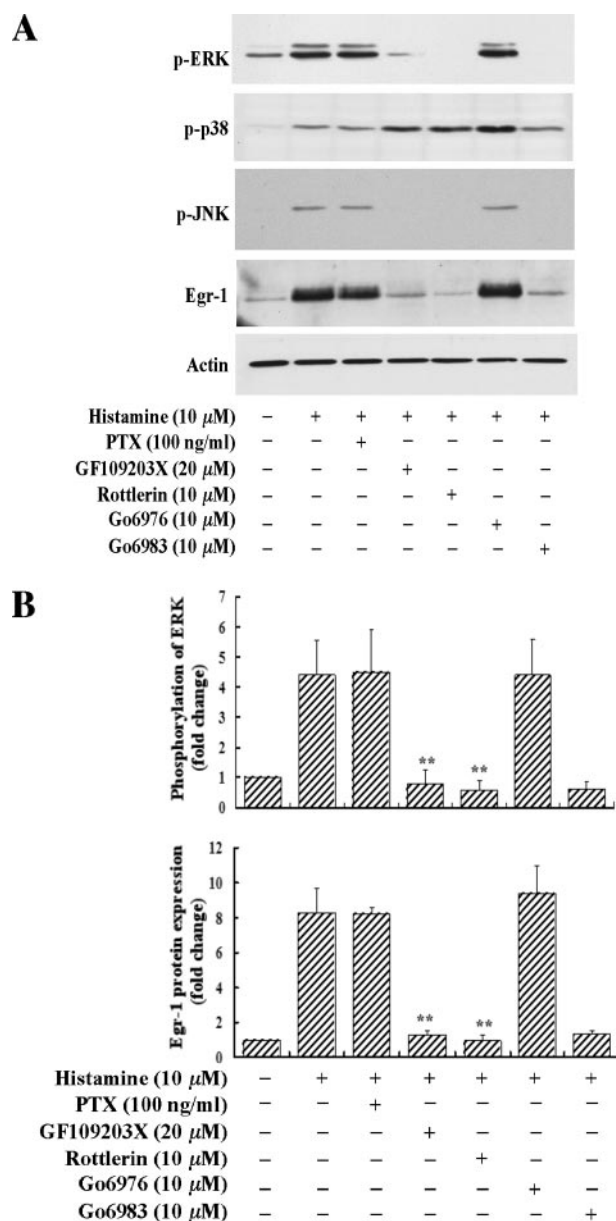 A
p-ERK
p-p38
p-JNK
Egr-1
Actin
Histamine (10 μM) – + + + + + +
PTX (100 ng/ml) – – + – – – –
GF109203X (20 μM) – – – + – – –
Rottlerin (10 μM) – – – – + – –
Go6976 (10 μM) – – – – – + –
Go6983 (10 μM) – – – – – – +
B
Phosphorylation of ERK
(fold change)
7
6
5
4
3
2
1
0
** **
Egr-1 protein expression
(fold change)
12
10
8
6
4
2
0
** **
Histamine (10 μM) – + + + + + +
PTX (100 ng/ml) – – + – – – –
GF109203X (20 μM) – – – + – – –
Rottlerin (10 μM) – – – – + – –
Go6976 (10 μM) – – – – – + –
Go6983 (10 μM) – – – – – – +